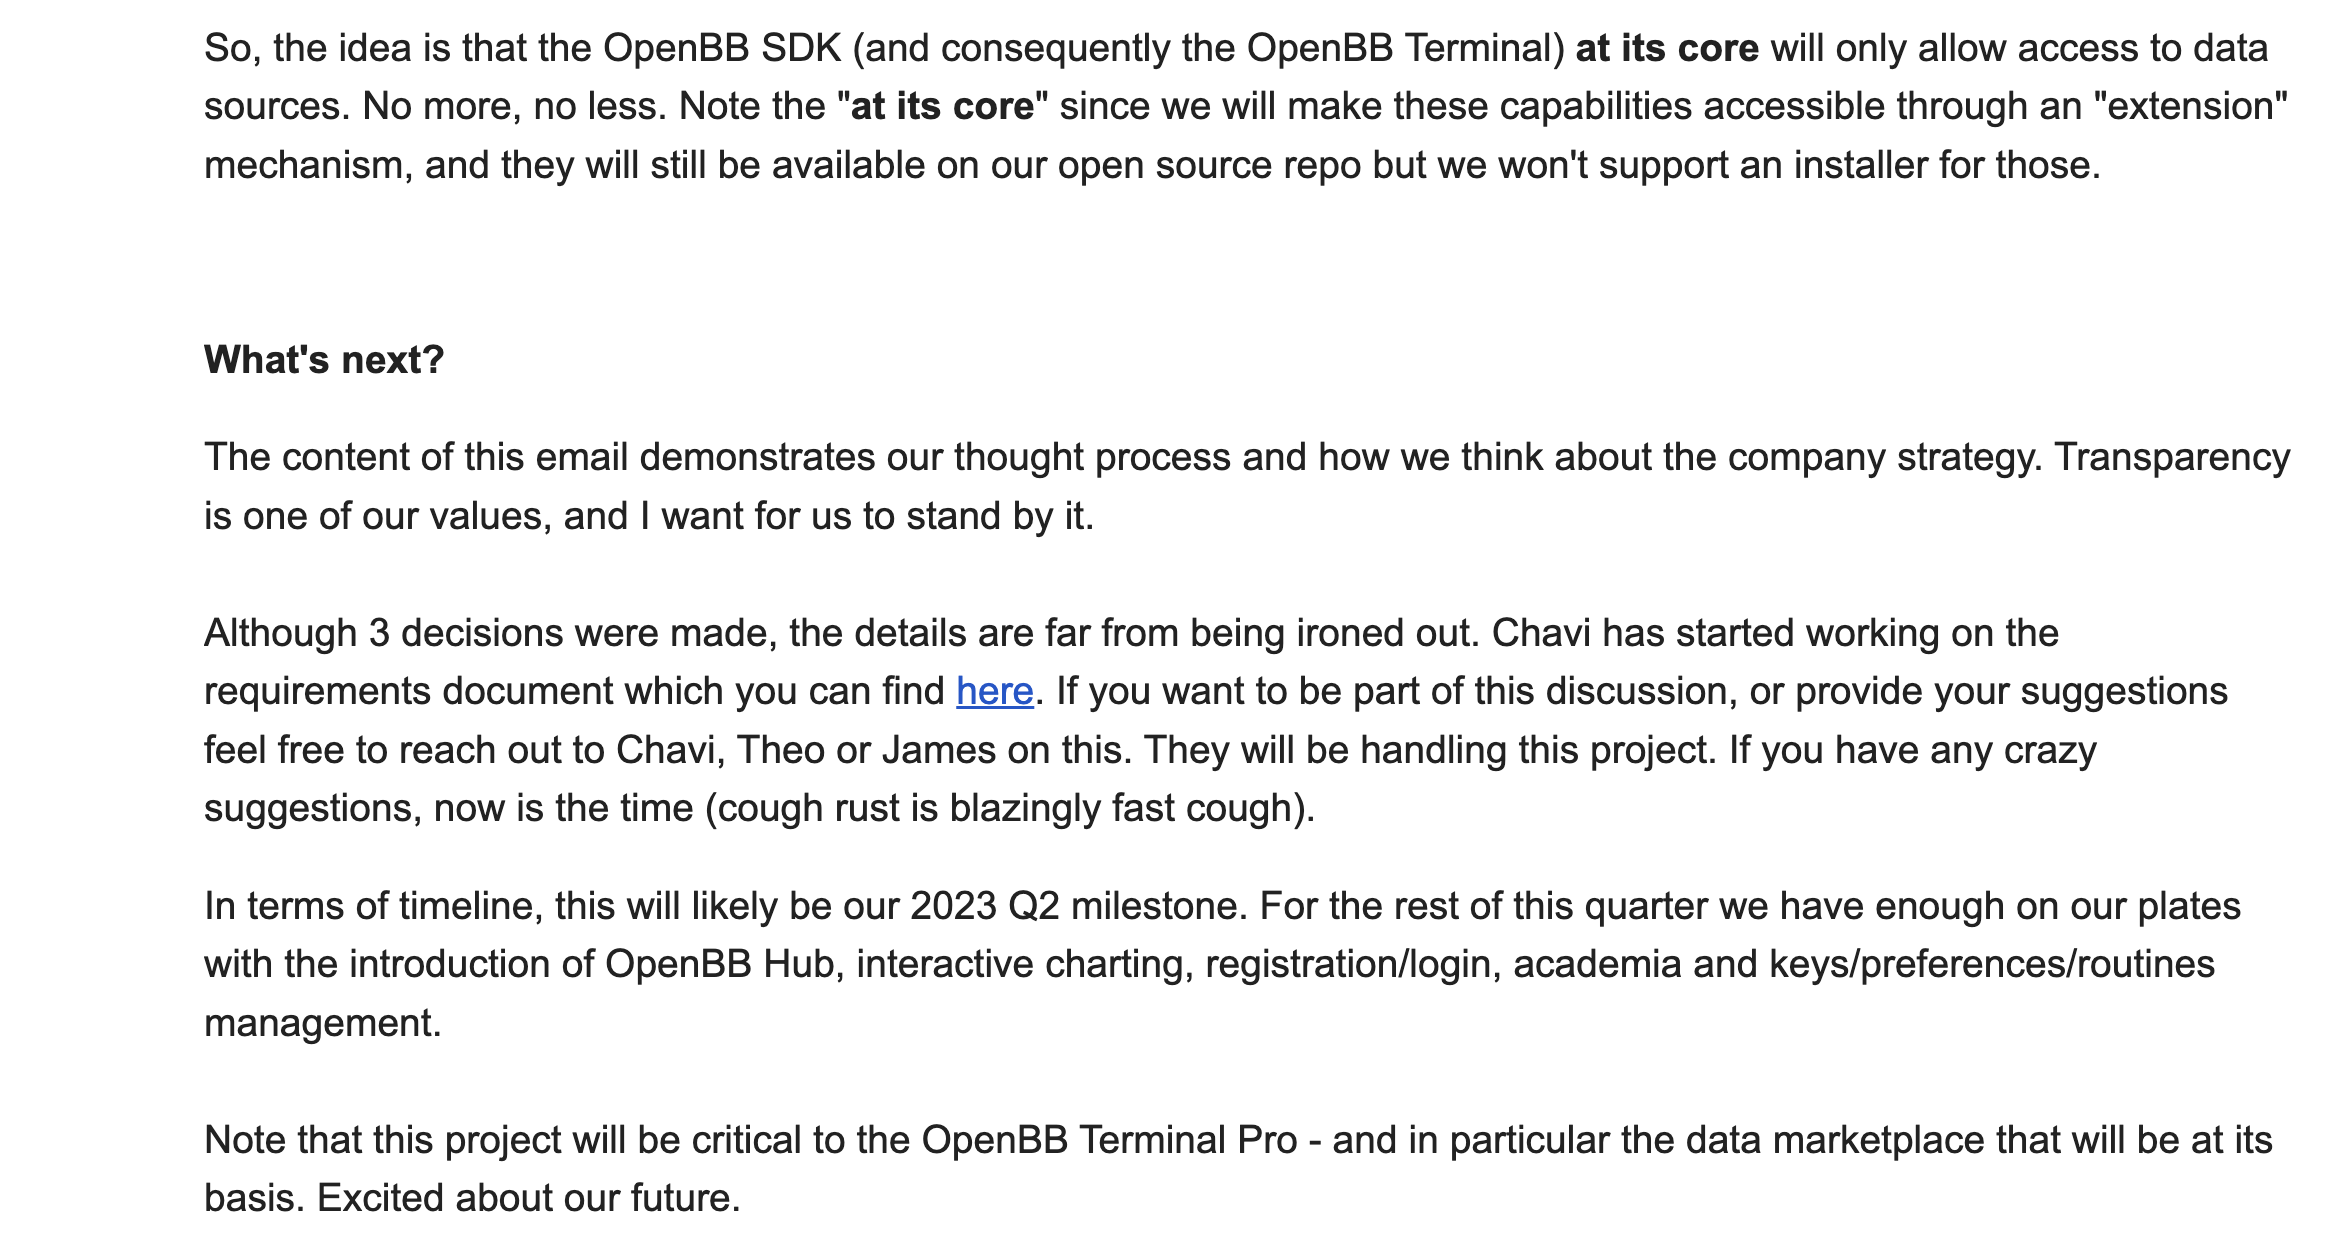 So, the idea is that the OpenBB SDK (and consequently the OpenBB Terminal) at its core will only allow access to data
sources. No more, no less. Note the "at its core" since we will make these capabilities accessible through an "extension"
mechanism, and they will still be available on our open source repo but we won't support an installer for those.
What's next?
The content of this email demonstrates our thought process and how we think about the company strategy. Transparency
is one of our values, and I want for us to stand by it.
Although 3 decisions were made, the details are far from being ironed out. Chavi has started working on the
requirements document which you can find here. If you want to be part of this discussion, or provide your suggestions
feel free to reach out to Chavi, Theo or James on this. They will be handling this project. If you have any crazy
suggestions, now is the time (cough rust is blazingly fast cough).
In terms of timeline, this will likely be our 2023 Q2 milestone. For the rest of this quarter we have enough on our plates
with the introduction of OpenBB Hub, interactive charting, registration/login, academia and keys/preferences/routines
management.
Note that this project will be critical to the OpenBB Terminal Pro - and in particular the data marketplace that will be at its
basis. Excited about our future.